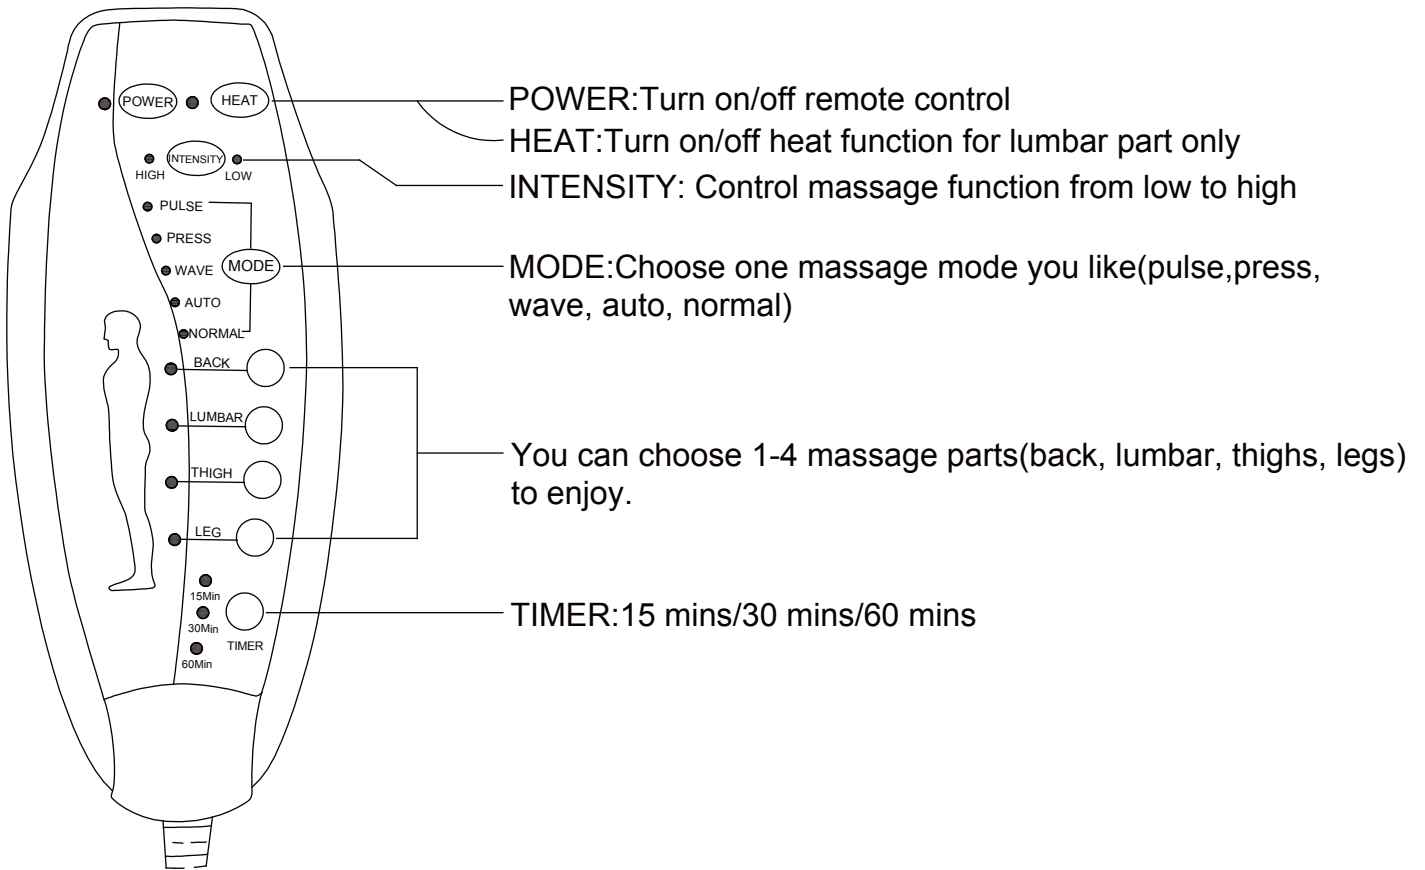 POWER
HEAT
POWER:Turn on/off remote control
HEAT:Turn on/off heat function for lumbar part only
INTENSITY
HIGH
LOW
INTENSITY: Control massage function from low to high
PULSE
PRESS
WAVE
MODE
MODE:Choose one massage mode you like(pulse,press,
wave, auto, normal)
AUTO
NORMAL
BACK
LUMBAR
THIGH
LEG
You can choose 1-4 massage parts(back, lumbar, thighs, legs)
to enjoy.
15Min
30Min
60Min
TIMER
TIMER:15 mins/30 mins/60 mins